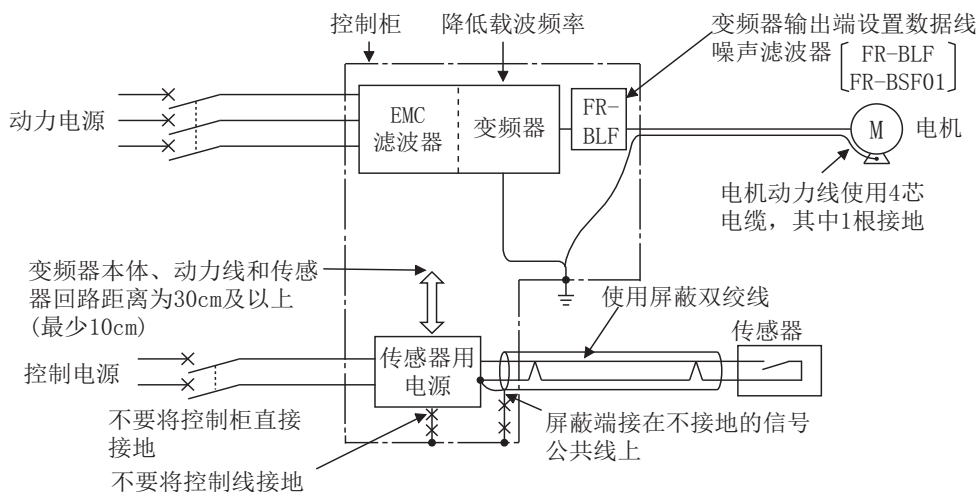 控制柜
降低载波频率
变频器输出端设置数据线
噪声滤波器
FR-BLF
FR-BSF01
动力电源
EMC
滤波器
变频器
FR-
BLF
M
电机
电机动力线使用4芯
电缆，其中1根接地
变频器本体、动力线和传感
器回路距离为30cm及以上
(最少10cm)
使用屏蔽双绞线
传感器
控制电源
传感器用
电源
不要将控制柜直接
接地
屏蔽端接在不接地的信号
公共线上
不要将控制线接地